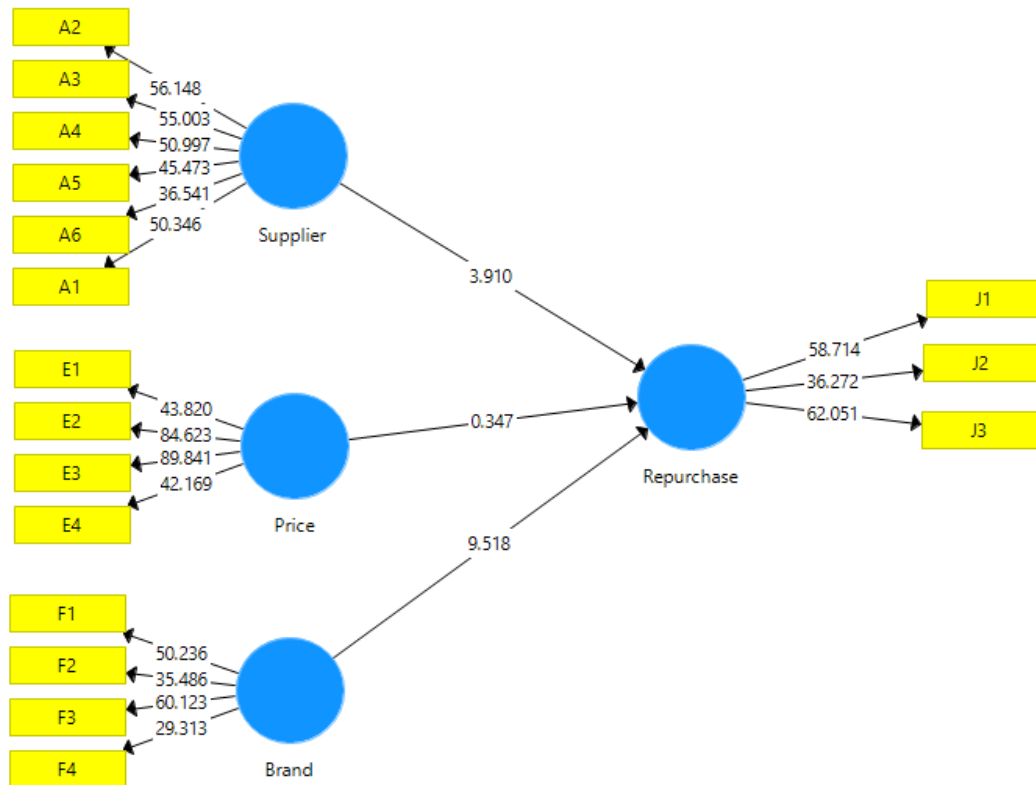 A2
A3
A4
A5
A6
A1
56.148
55.003
50.997
45.473
36.541
50.346
Supplier
3.910
E1
E2
E3
E4
43.820
84.623
89.841
42.169
Price
0.347
F1
F2
F3
F4
50.236
35.486
60.123
29.313
Brand
9.518
Repurchase
58.714
36.272
62.051
J1
J2
J3